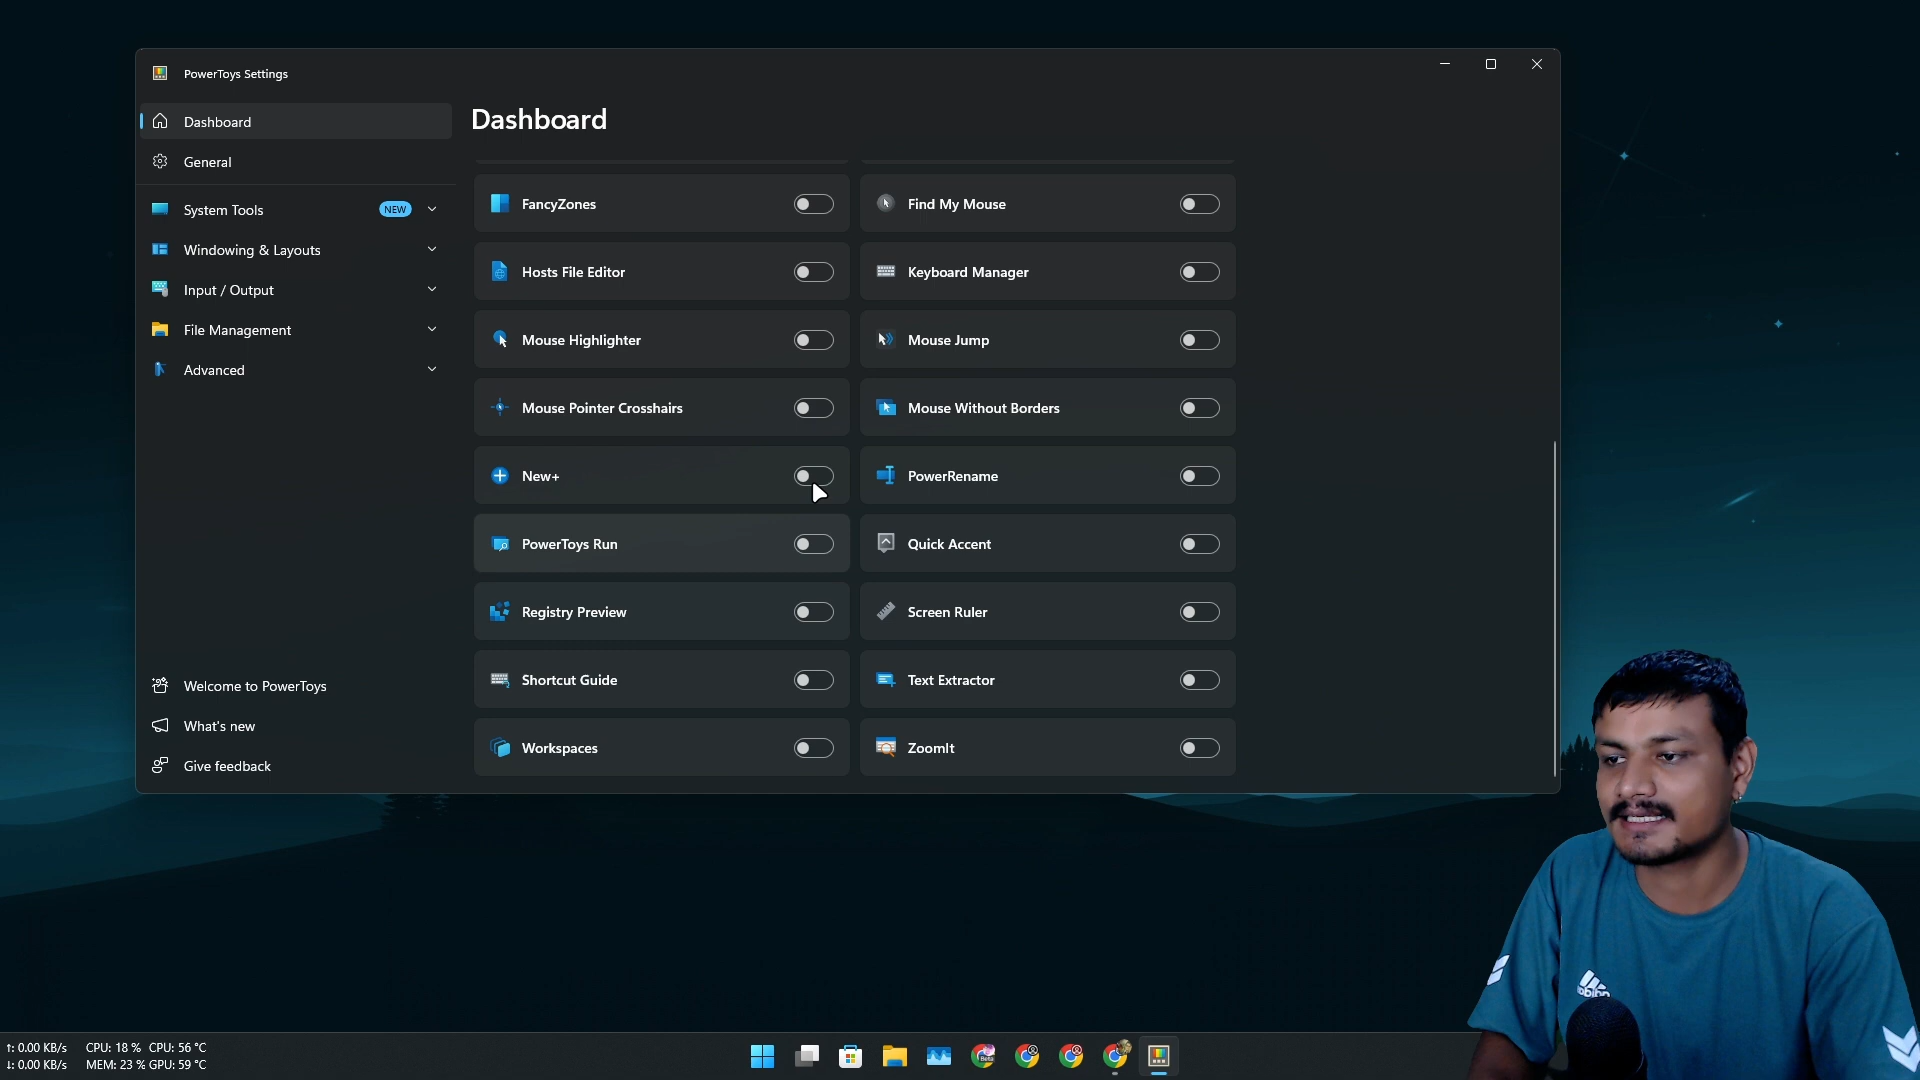 PowerToys Settings
Dashboard
General
System Tools NEW
Windowing & Layouts
Input / Output
File Management
Advanced
Welcome to PowerToys
What's new
Give feedback
Dashboard
FancyZones
Find My Mouse
Hosts File Editor
Keyboard Manager
Mouse Highlighter
Mouse Jump
Mouse Pointer Crosshairs
Mouse Without Borders
New+
PowerRename
PowerToys Run
Quick Accent
Registry Preview
Screen Ruler
Shortcut Guide
Text Extractor
Workspaces
ZoomIt
↑: 0.00 KB/s CPU: 18 % CPU: 56 °C
↓: 0.00 KB/s MEM: 23 % GPU: 59 °C
Beta